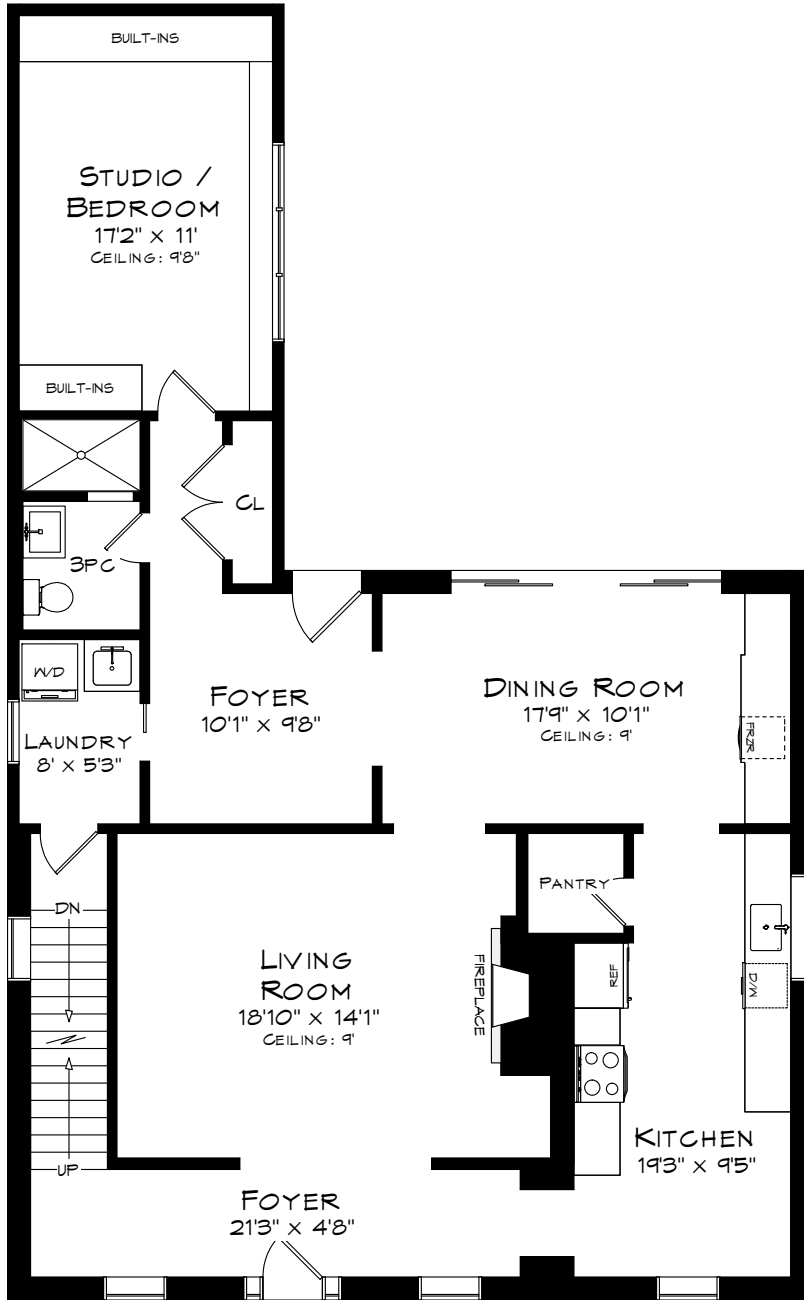 BUILT-INS
STUDIO /
BEDROOM
17'2" x 11'
CEILING: 9'8"
BUILT-INS
CL
3PC
W/D
FOYER
10'1" x 9'8"
DINING ROOM
17'9" x 10'1"
CEILING: 9'
FRZR
LAUNDRY
8' x 5'3"
PANTRY
DN
LIVING
ROOM
18'10" x 14'1"
CEILING: 9'
FIREPLACE
REF
D/W
KITCHEN
19'3" x 9'5"
UP
FOYER
21'3" x 4'8"